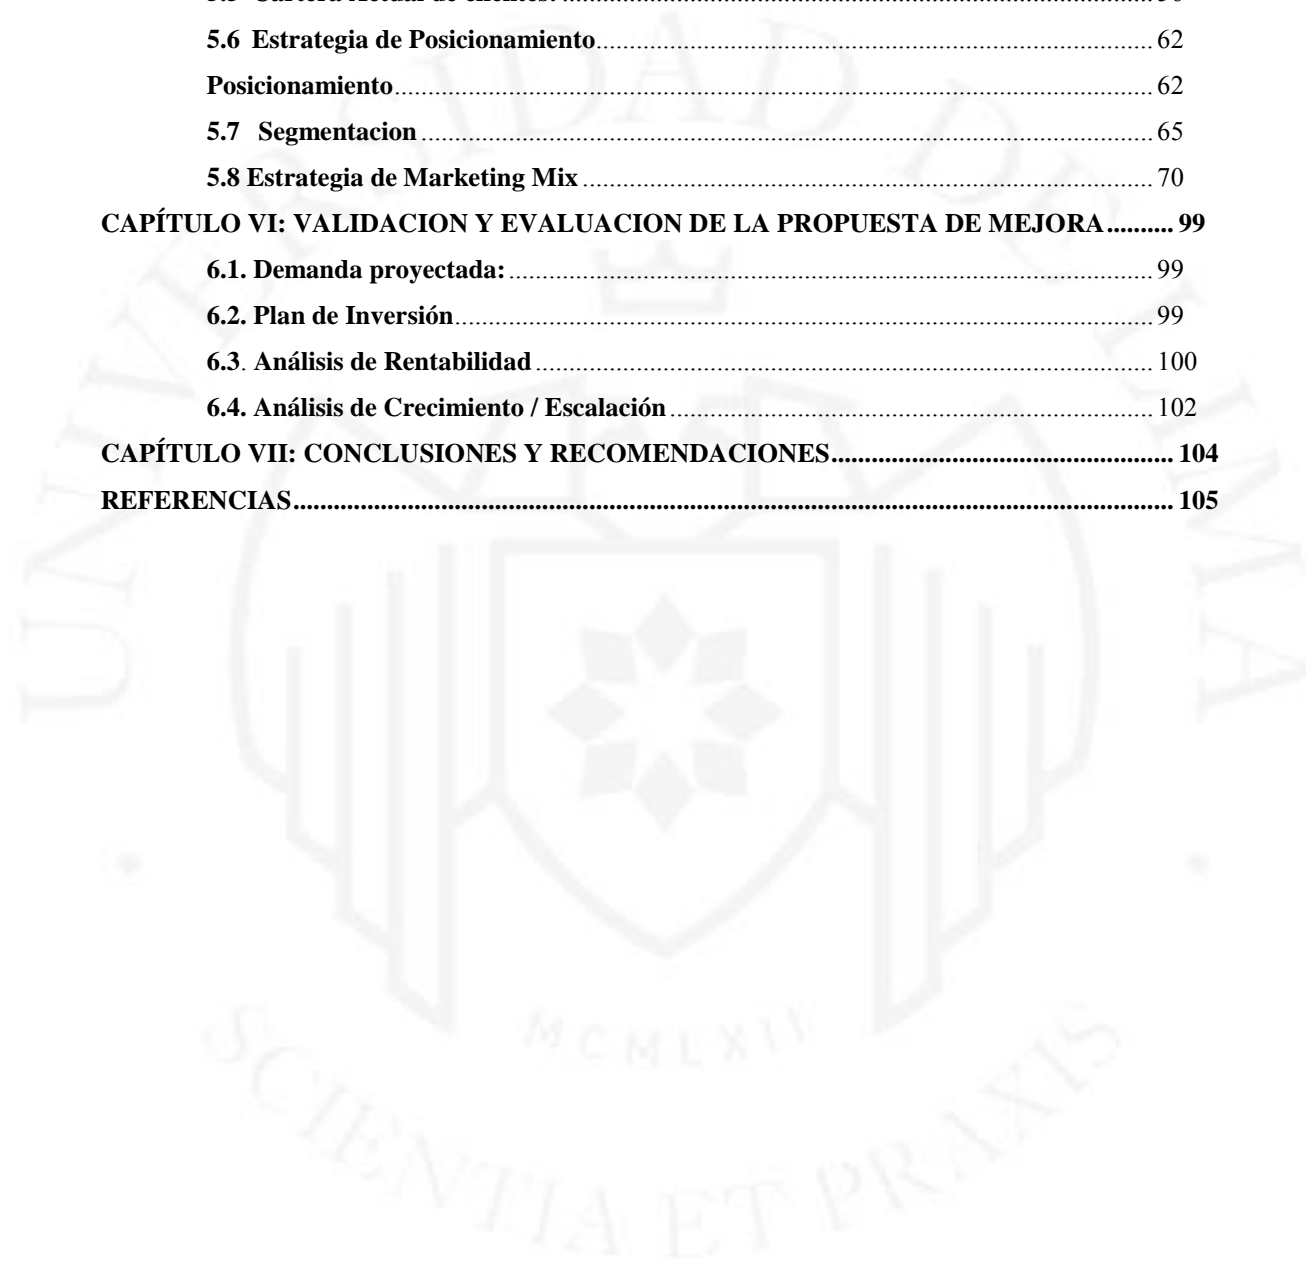 5.6 Estrategia de Posicionamiento 62
Posicionamiento 62
5.7 Segmentacion 65
5.8 Estrategia de Marketing Mix 70
CAPÍTULO VI: VALIDACION Y EVALUACION DE LA PROPUESTA DE MEJORA 99
6.1. Demanda proyectada: 99
6.2. Plan de Inversión 99
6.3. Análisis de Rentabilidad 100
6.4. Análisis de Crecimiento / Escalación 102
CAPÍTULO VII: CONCLUSIONES Y RECOMENDACIONES 104
REFERENCIAS 105
UNIVERSIDAD DE LIMA
MCMLXII
SCIENTIA ET PRAXIS